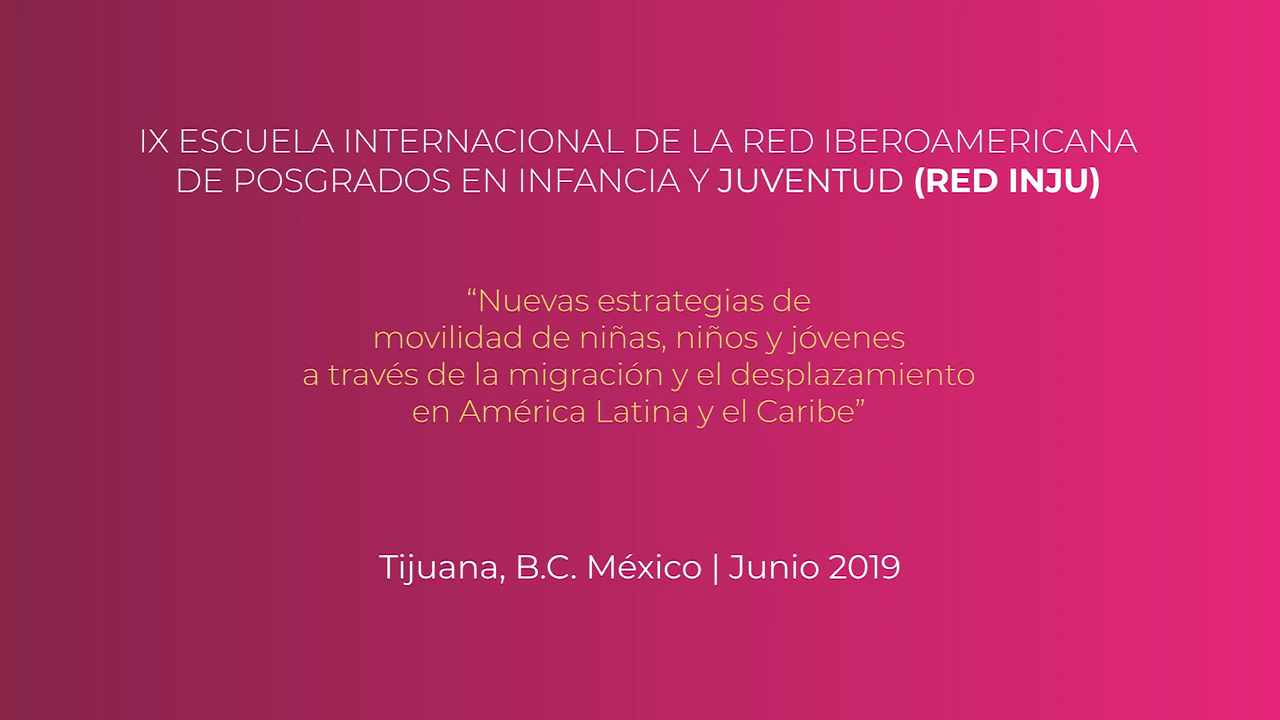 IX ESCUELA INTERNACIONAL DE LA RED IBEROAMERICANA
DE POSGRADOS EN INFANCIA Y JUVENTUD (RED INJU)
“Nuevas estrategias de
movilidad de niñas, niños y jóvenes
a través de la migración y el desplazamiento
en América Latina y el Caribe”
Tijuana, B.C. México | Junio 2019